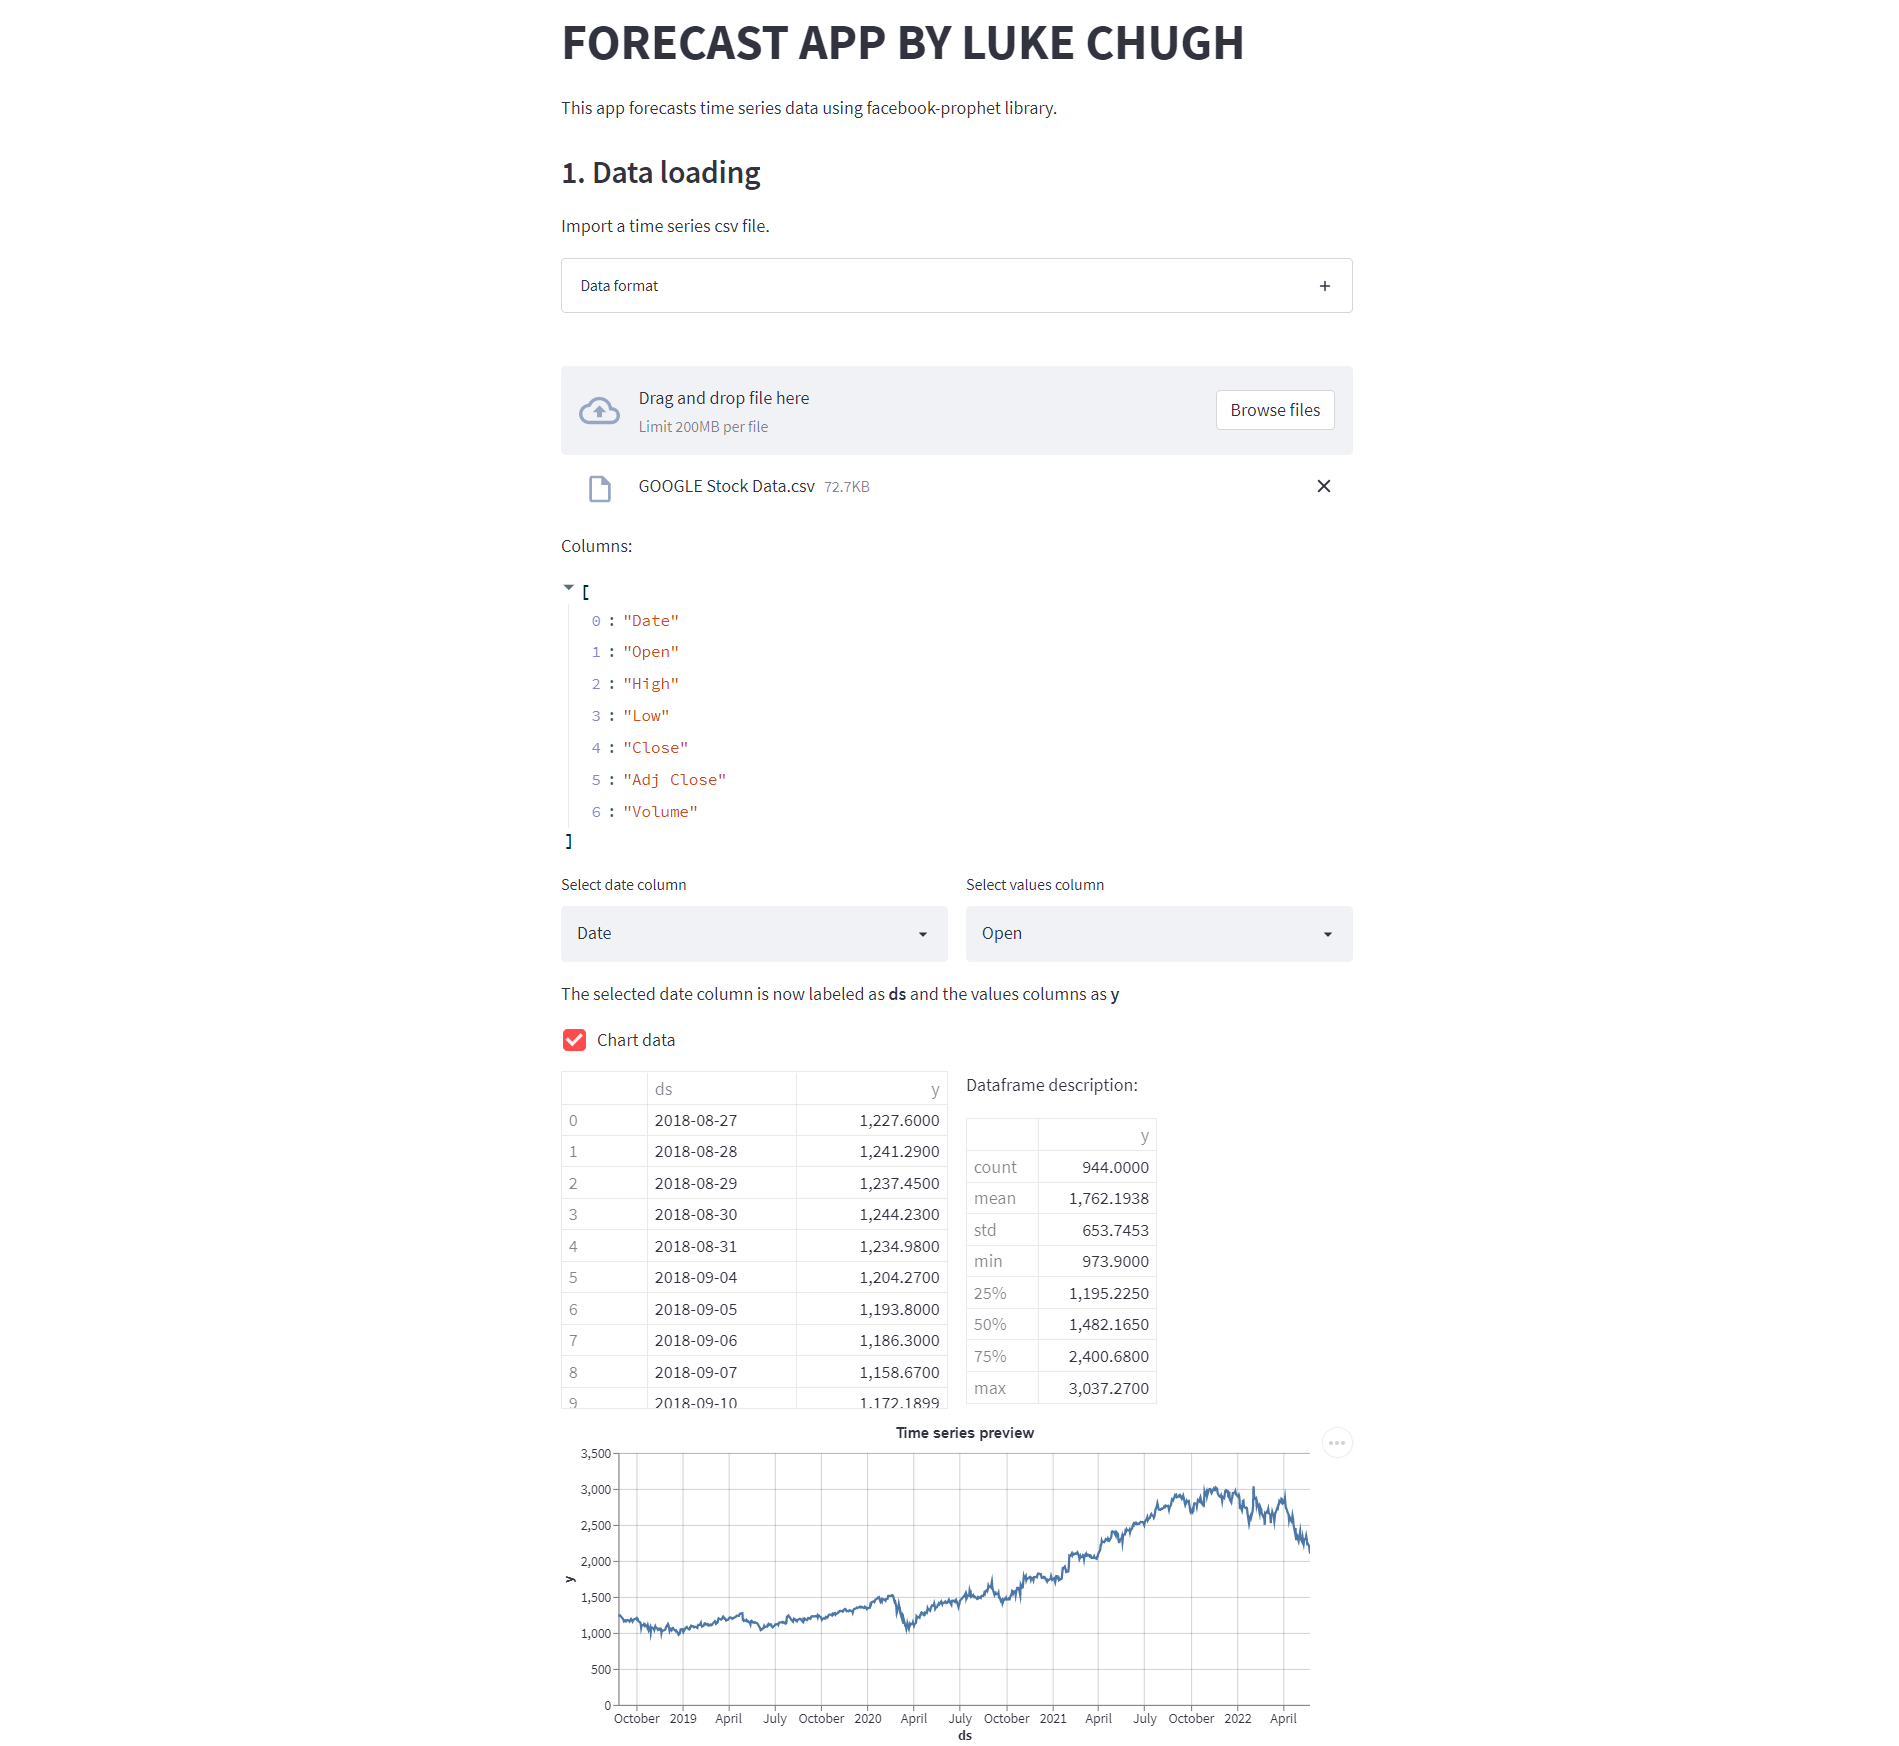 FORECAST APP BY LUKE CHUGH
This app forecasts time series data using facebook-prophet library.
1. Data loading
Import a time series csv file.
Data format +
Drag and drop file here
Limit 200MB per file
Browse files
GOOGLE Stock Data.csv 72.7KB
Columns:
[
0 : "Date"
1 : "Open"
2 : "High"
3 : "Low"
4 : "Close"
5 : "Adj Close"
6 : "Volume"
]
Select date column
Date
Select values column
Open
The selected date column is now labeled as ds and the values columns as y
Chart data
ds y
0 2018-08-27 1,227.6000
1 2018-08-28 1,241.2900
2 2018-08-29 1,237.4500
3 2018-08-30 1,244.2300
4 2018-08-31 1,234.9800
5 2018-09-04 1,204.2700
6 2018-09-05 1,193.8000
7 2018-09-06 1,186.3000
8 2018-09-07 1,158.6700
9 2018-09-10 1,172.1899
Dataframe description:
y
count 944.0000
mean 1,762.1938
std 653.7453
min 973.9000
25% 1,195.2250
50% 1,482.1650
75% 2,400.6800
max 3,037.2700
Time series preview
3,500
3,000
2,500
2,000
1,500
1,000
500
0
y
October 2019 April July October 2020 April July October 2021 April July October 2022 April
ds